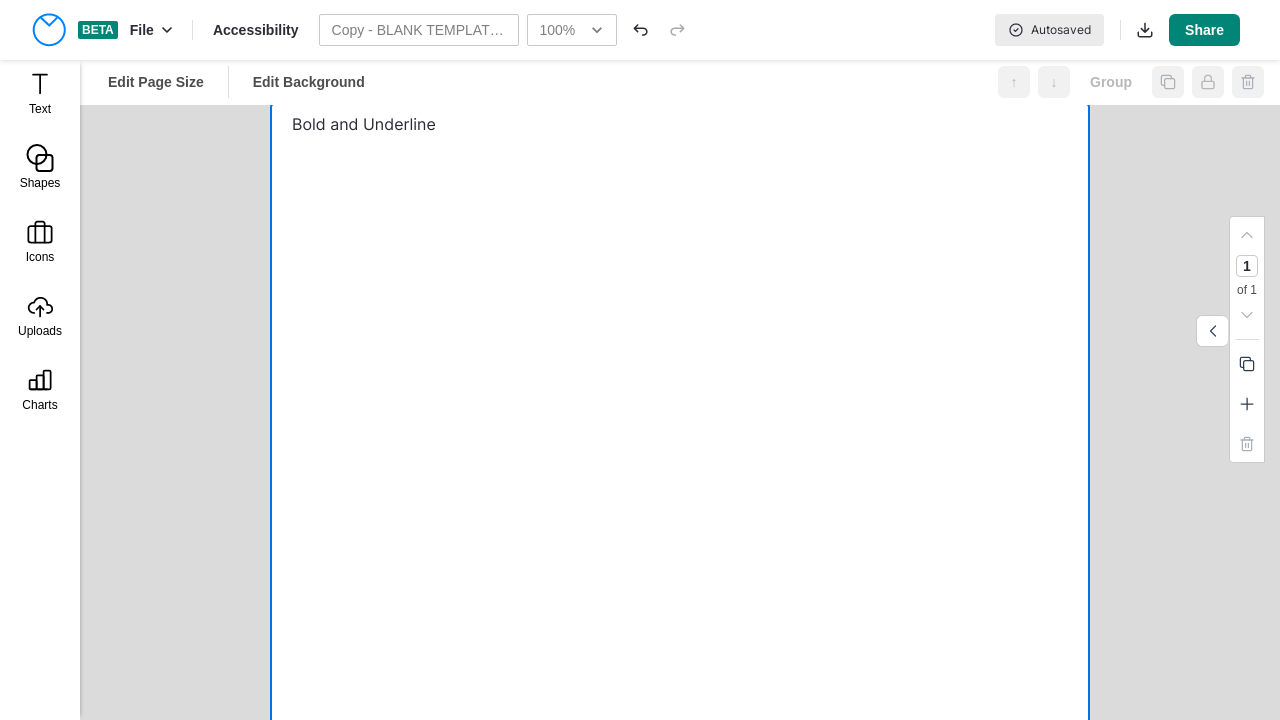 BETA
File
Accessibility
Copy - BLANK TEMPLAT…
100%
Autosaved
Share
Edit Page Size
Edit Background
↑
↓
Group
Text
Shapes
Icons
Uploads
Charts
Bold and Underline
1
of 1